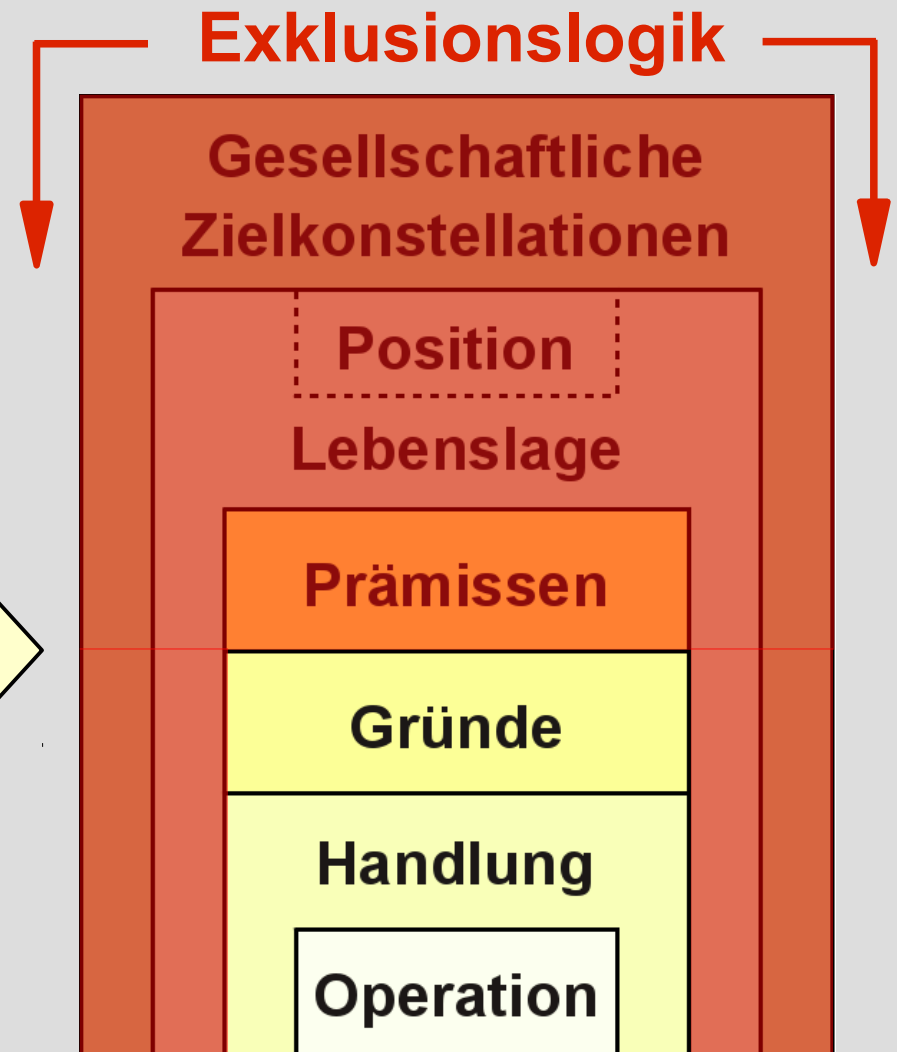 Exklusionslogik
Gesellschaftliche
Zielkonstellationen
Position
Lebenslage
Prämissen
Gründe
Handlung
Operation